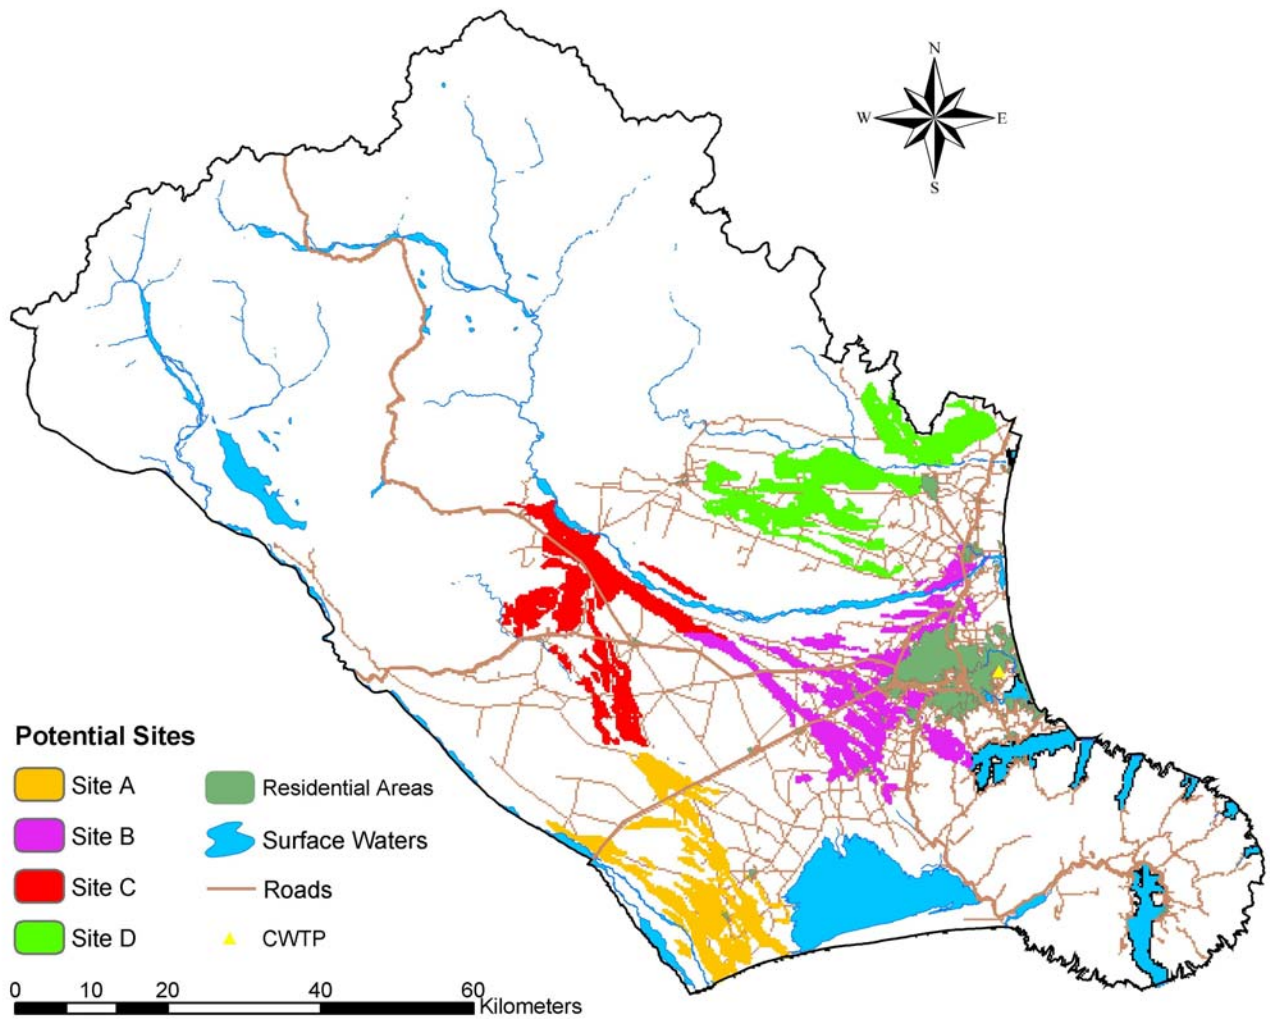 N
W E
S
Potential Sites
Site A
Site B
Site C
Site D
Residential Areas
Surface Waters
Roads
CWTP
0 10 20 40 60
Kilometers